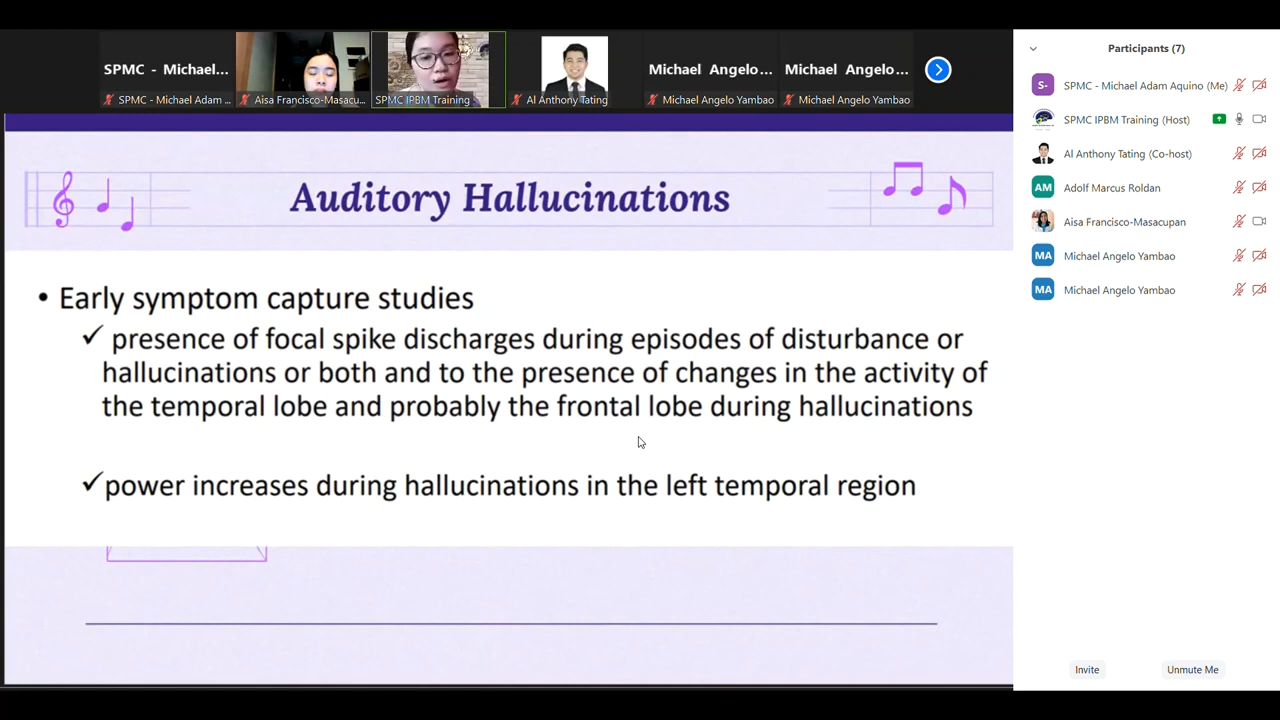 SPMC - Michael...
SPMC - Michael Adam ...
Aisa Francisco-Masacu...
SPMC IPBM Training -
Al Anthony Tating
Michael Angelo...
Michael Angelo Yambao
Michael Angelo...
Michael Angelo Yambao
Auditory Hallucinations
• Early symptom capture studies
✓ presence of focal spike discharges during episodes of disturbance or
hallucinations or both and to the presence of changes in the activity of
the temporal lobe and probably the frontal lobe during hallucinations
✓power increases during hallucinations in the left temporal region
Participants (7)
S- SPMC - Michael Adam Aquino (Me)
SPMC IPBM Training (Host)
Al Anthony Tating (Co-host)
AM Adolf Marcus Roldan
Aisa Francisco-Masacupan
MA Michael Angelo Yambao
MA Michael Angelo Yambao
Invite
Unmute Me